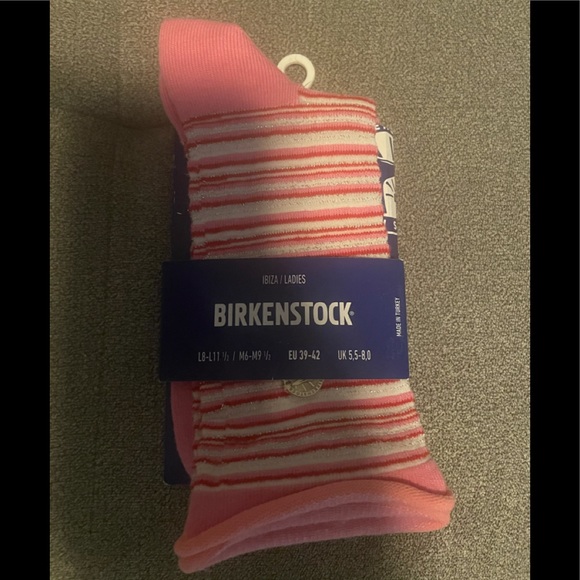 IBIZA / LADIES
BIRKENSTOCK®
L8-L11 ½ / M6-M9 ½ EU 39-42 UK 5,5-8,0
MADE IN TURKEY